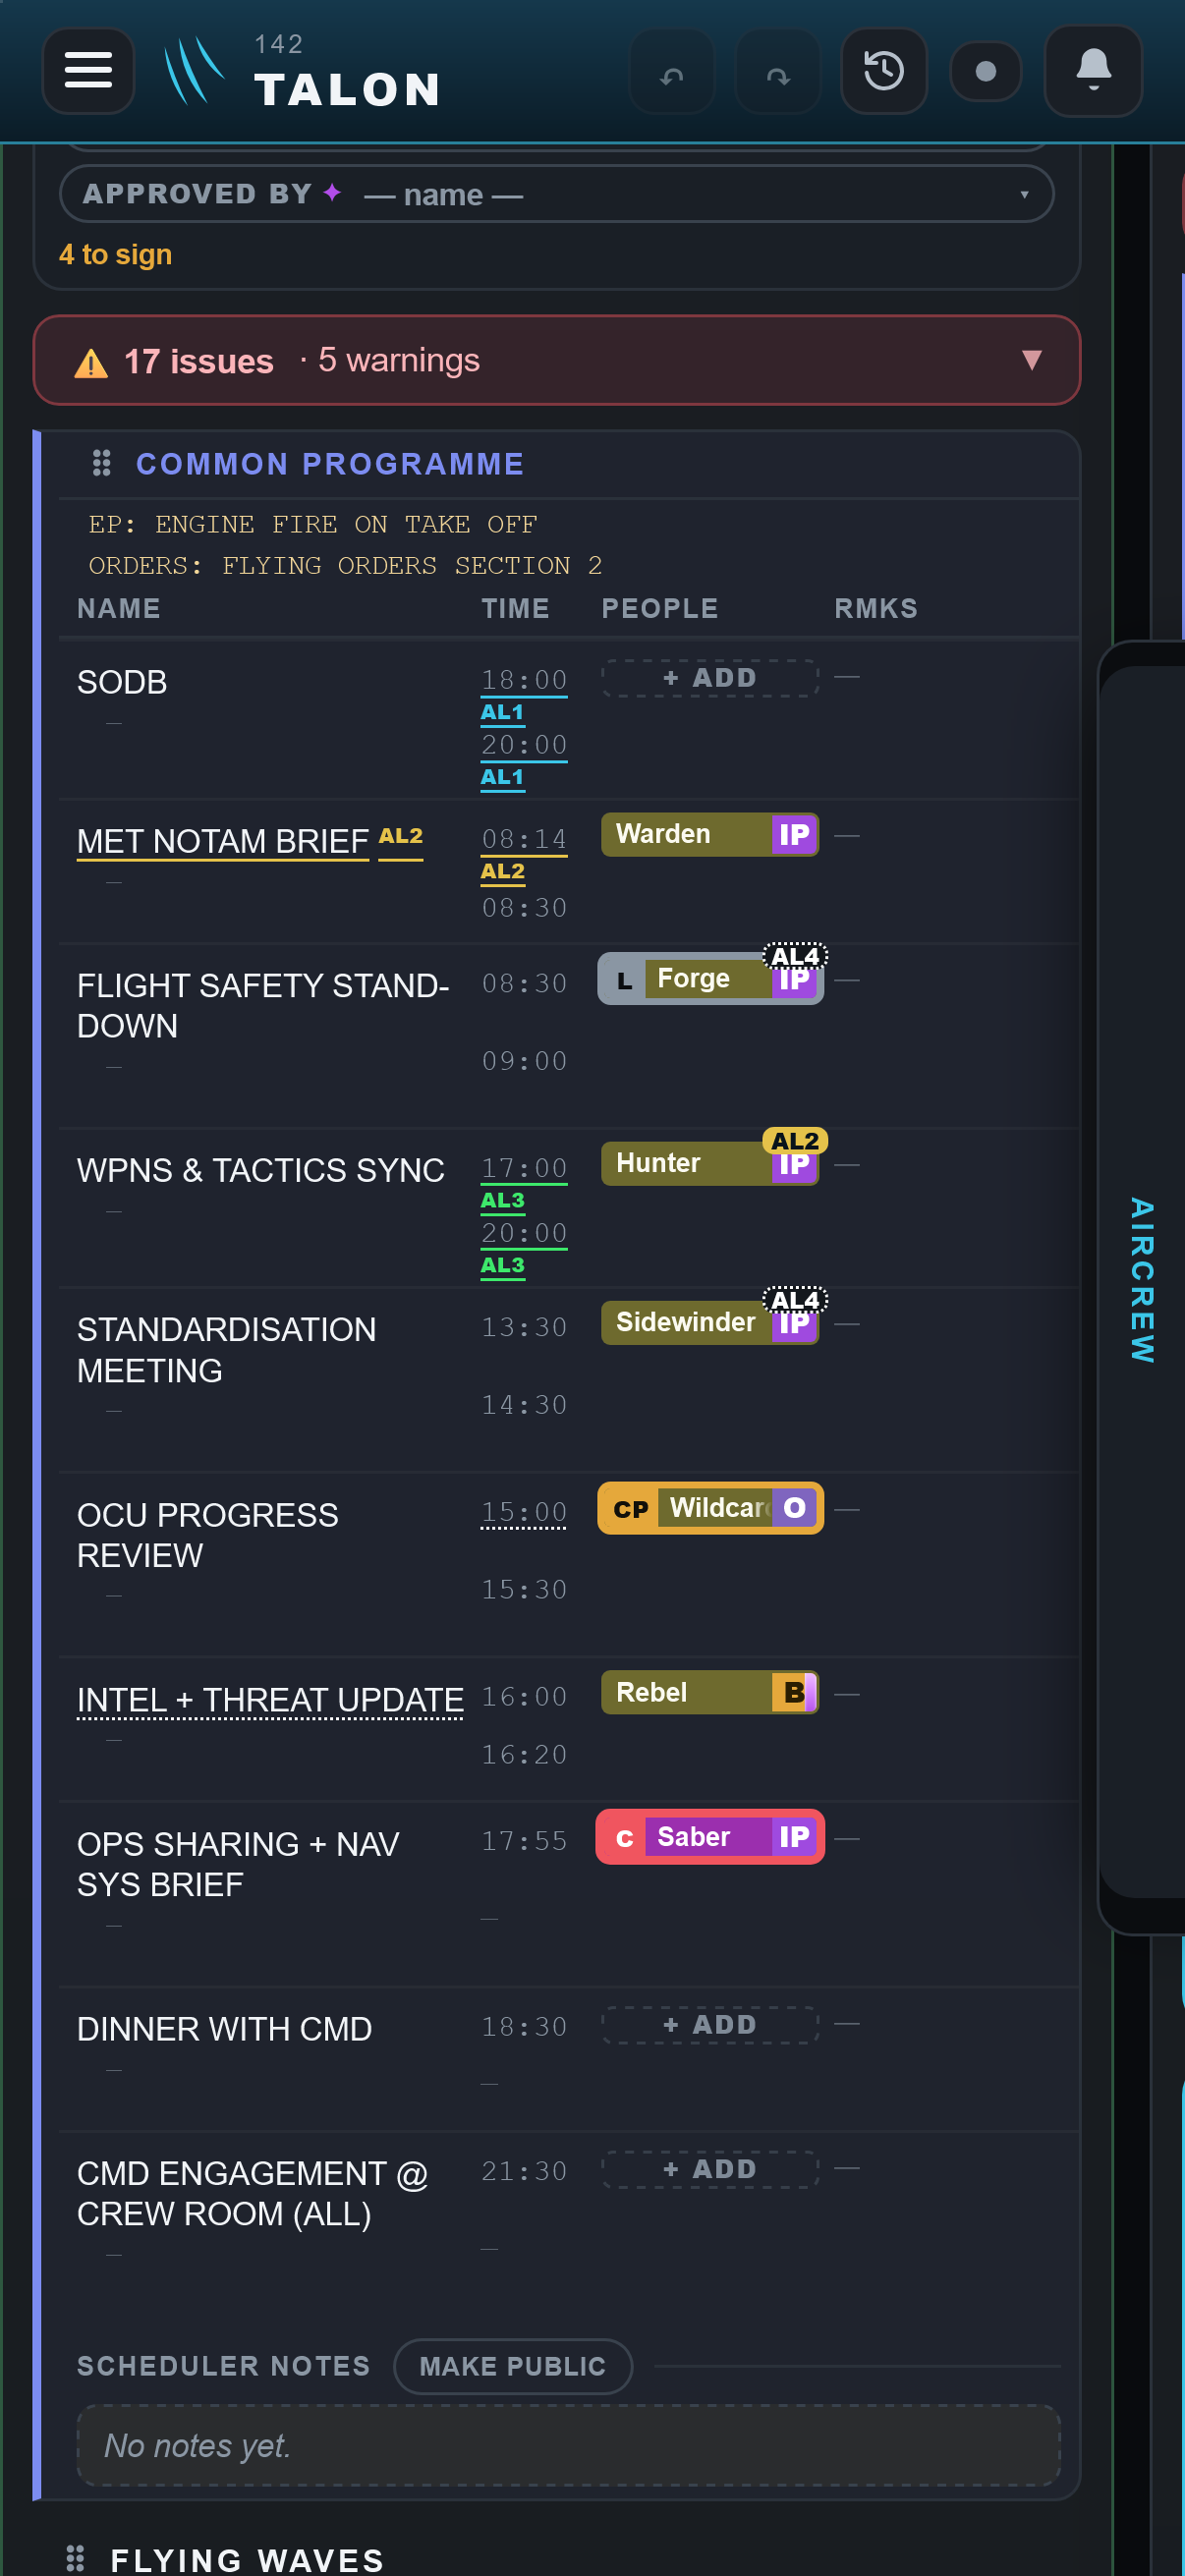 142
TALON
APPROVED BY ✦ — name —
4 to sign
17 issues · 5 warnings
COMMON PROGRAMME
EP: ENGINE FIRE ON TAKE OFF
ORDERS: FLYING ORDERS SECTION 2
NAME TIME PEOPLE RMKS
SODB 18:00 + ADD —
— AL1
20:00
AL1
MET NOTAM BRIEF AL2 08:14 Warden IP —
— AL2
08:30
AL4
FLIGHT SAFETY STAND- 08:30 L Forge IP —
DOWN
— 09:00
AL2
WPNS & TACTICS SYNC 17:00 Hunter IP —
— AL3
20:00
AL3
AL4
STANDARDISATION 13:30 Sidewinder IP —
MEETING
— 14:30
OCU PROGRESS 15:00 CP Wildcard O —
REVIEW
— 15:30
INTEL + THREAT UPDATE 16:00 Rebel B —
— 16:20
OPS SHARING + NAV 17:55 C Saber IP —
SYS BRIEF
— —
DINNER WITH CMD 18:30 + ADD —
— —
CMD ENGAGEMENT @ 21:30 + ADD —
CREW ROOM (ALL)
— —
SCHEDULER NOTES MAKE PUBLIC
No notes yet.
FLYING WAVES
AIRCREW